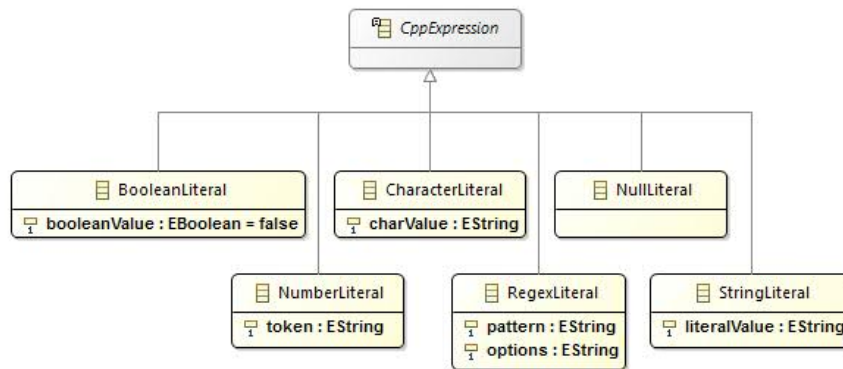 CppExpression
BooleanLiteral
booleanValue : EBoolean = false
CharacterLiteral
charValue : EString
NullLiteral
NumberLiteral
token : EString
RegexLiteral
pattern : EString
options : EString
StringLiteral
literalValue : EString